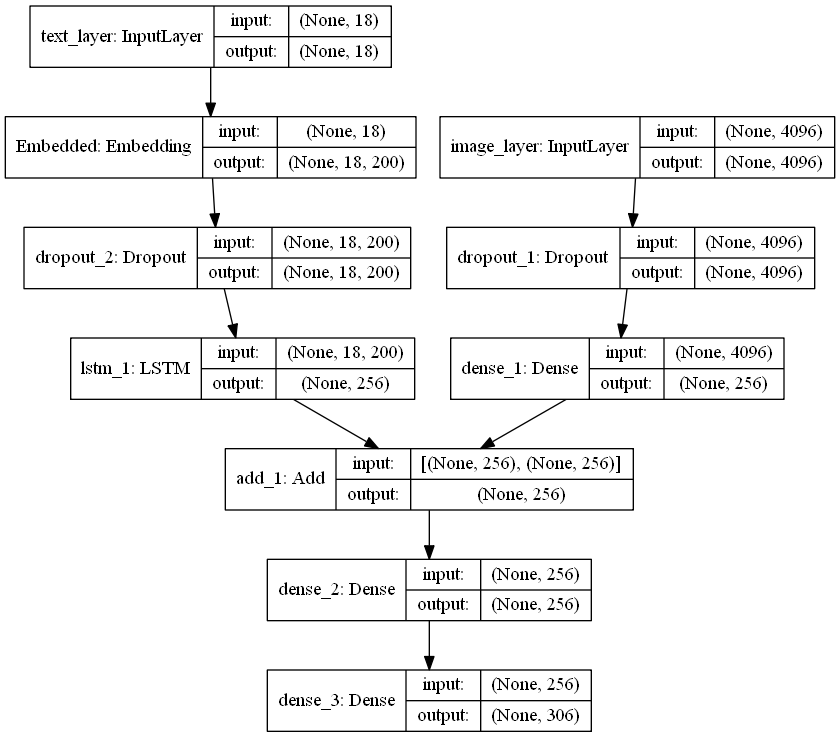 text_layer: InputLayer
input: (None, 18)
output: (None, 18)
Embedded: Embedding
input: (None, 18)
output: (None, 18, 200)
image_layer: InputLayer
input: (None, 4096)
output: (None, 4096)
dropout_2: Dropout
input: (None, 18, 200)
output: (None, 18, 200)
dropout_1: Dropout
input: (None, 4096)
output: (None, 4096)
lstm_1: LSTM
input: (None, 18, 200)
output: (None, 256)
dense_1: Dense
input: (None, 4096)
output: (None, 256)
add_1: Add
input: [(None, 256), (None, 256)]
output: (None, 256)
dense_2: Dense
input: (None, 256)
output: (None, 256)
dense_3: Dense
input: (None, 256)
output: (None, 306)